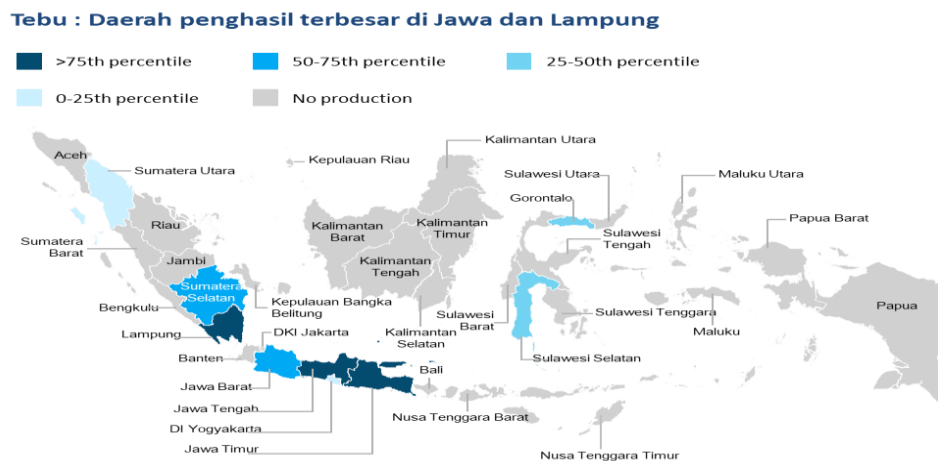 Tebu : Daerah penghasil terbesar di Jawa dan Lampung
>75th percentile
50-75th percentile
25-50th percentile
0-25th percentile
No production
Kalimantan Utara
Aceh
Kepulauan Riau
Sumatera Utara
Sulawesi Utara
Maluku Utara
Gorontalo
Papua Barat
Riau
Kalimantan
Barat
Kalimantan
Timur
Sulawesi
Tengah
Sumatera
Barat
Jambi
Kalimantan
Tengah
Sumatera
Selatan
Bengkulu
Kepulauan Bangka
Belitung
Papua
Sulawesi
Barat
Sulawesi Tenggara
Lampung
DKI Jakarta
Kalimantan
Selatan
Maluku
Banten
Sulawesi Selatan
Bali
Jawa Barat
Jawa Tengah
Nusa Tenggara Barat
DI Yogyakarta
Jawa Timur
Nusa Tenggara Timur